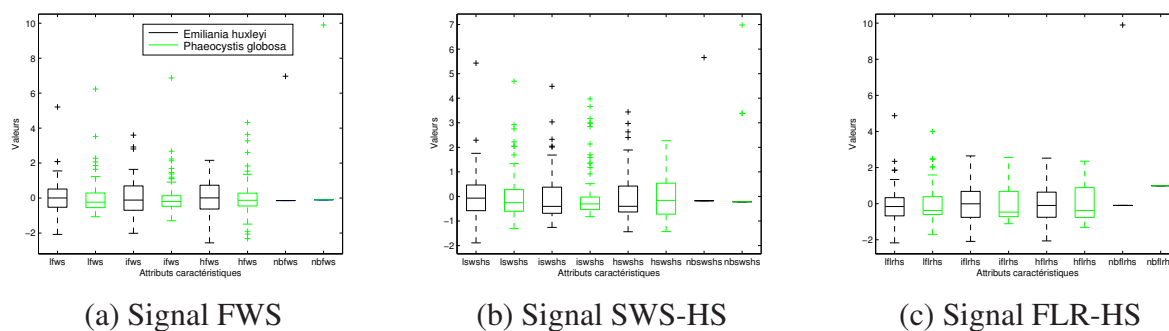 10
8
6
4
2
0
−2
Valeurs
Emiliania huxleyi
Phaeocystis globosa
lfws lfws ifws ifws hfws hfws nbfws nbfws
Attributs caractéristiques
(a) Signal FWS
7
6
5
4
3
2
1
0
−1
−2
Valeurs
lswshs lswshs iswshs iswshs hswshs hswshs nbswshs nbswshs
Attributs caractéristiques
(b) Signal SWS-HS
10
8
6
4
2
0
−2
Valeurs
lflrhs lflrhs iflrhs iflrhs hflrhs hflrhs nbflrhs nbflrhs
Attributs caractéristiques
(c) Signal FLR-HS